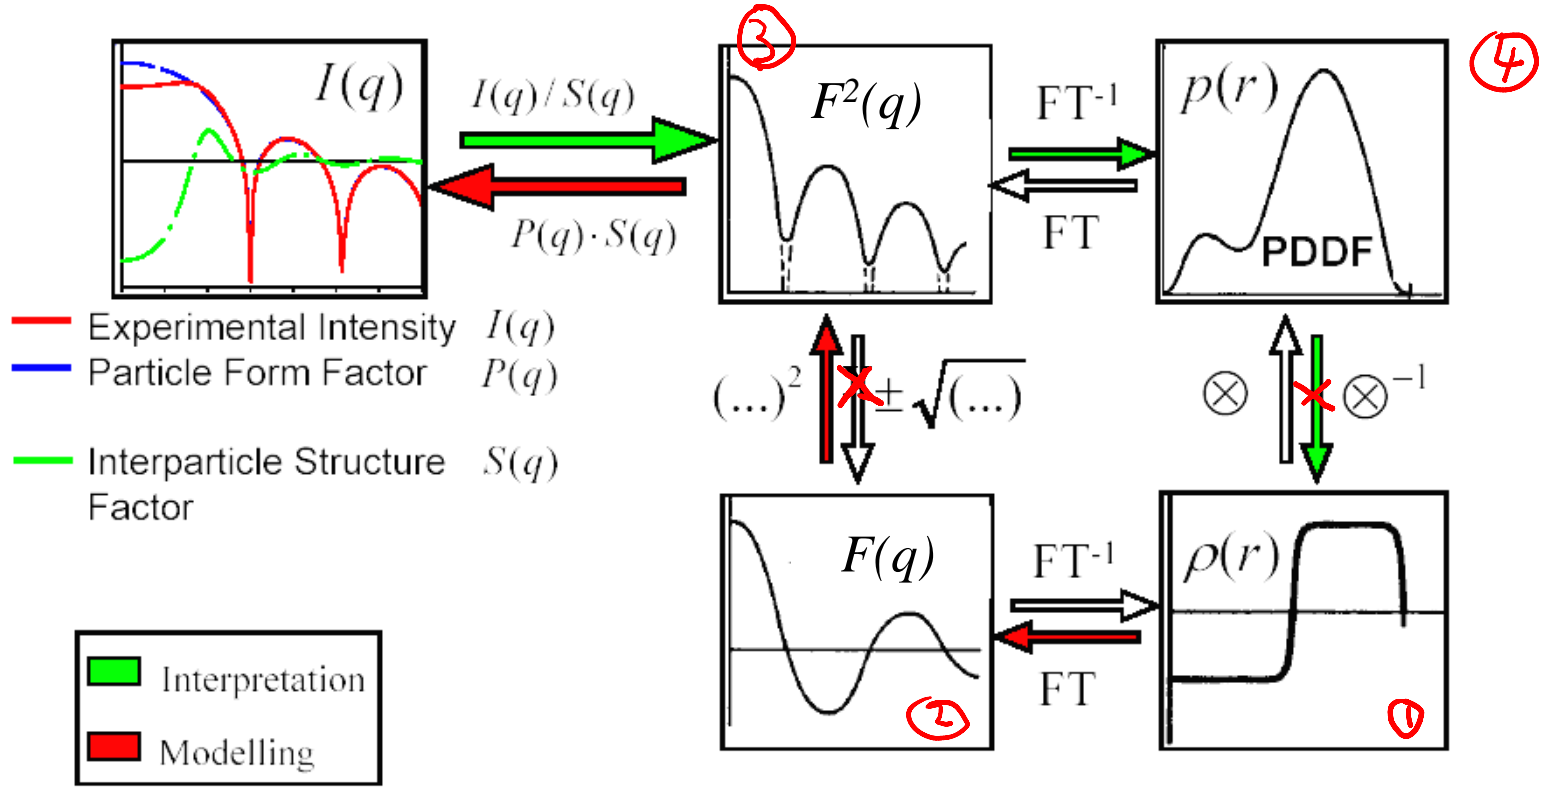 ③
④
I(q)
I(q)/S(q)
F²(q)
FT⁻¹
p(r)
P(q)·S(q)
FT
PDDF
Experimental Intensity I(q)
Particle Form Factor P(q)
Interparticle Structure S(q)
Factor
(...)²
±√(...)
⊗
⊗⁻¹
F(q)
FT⁻¹
ρ(r)
FT
②
①
Interpretation
Modelling